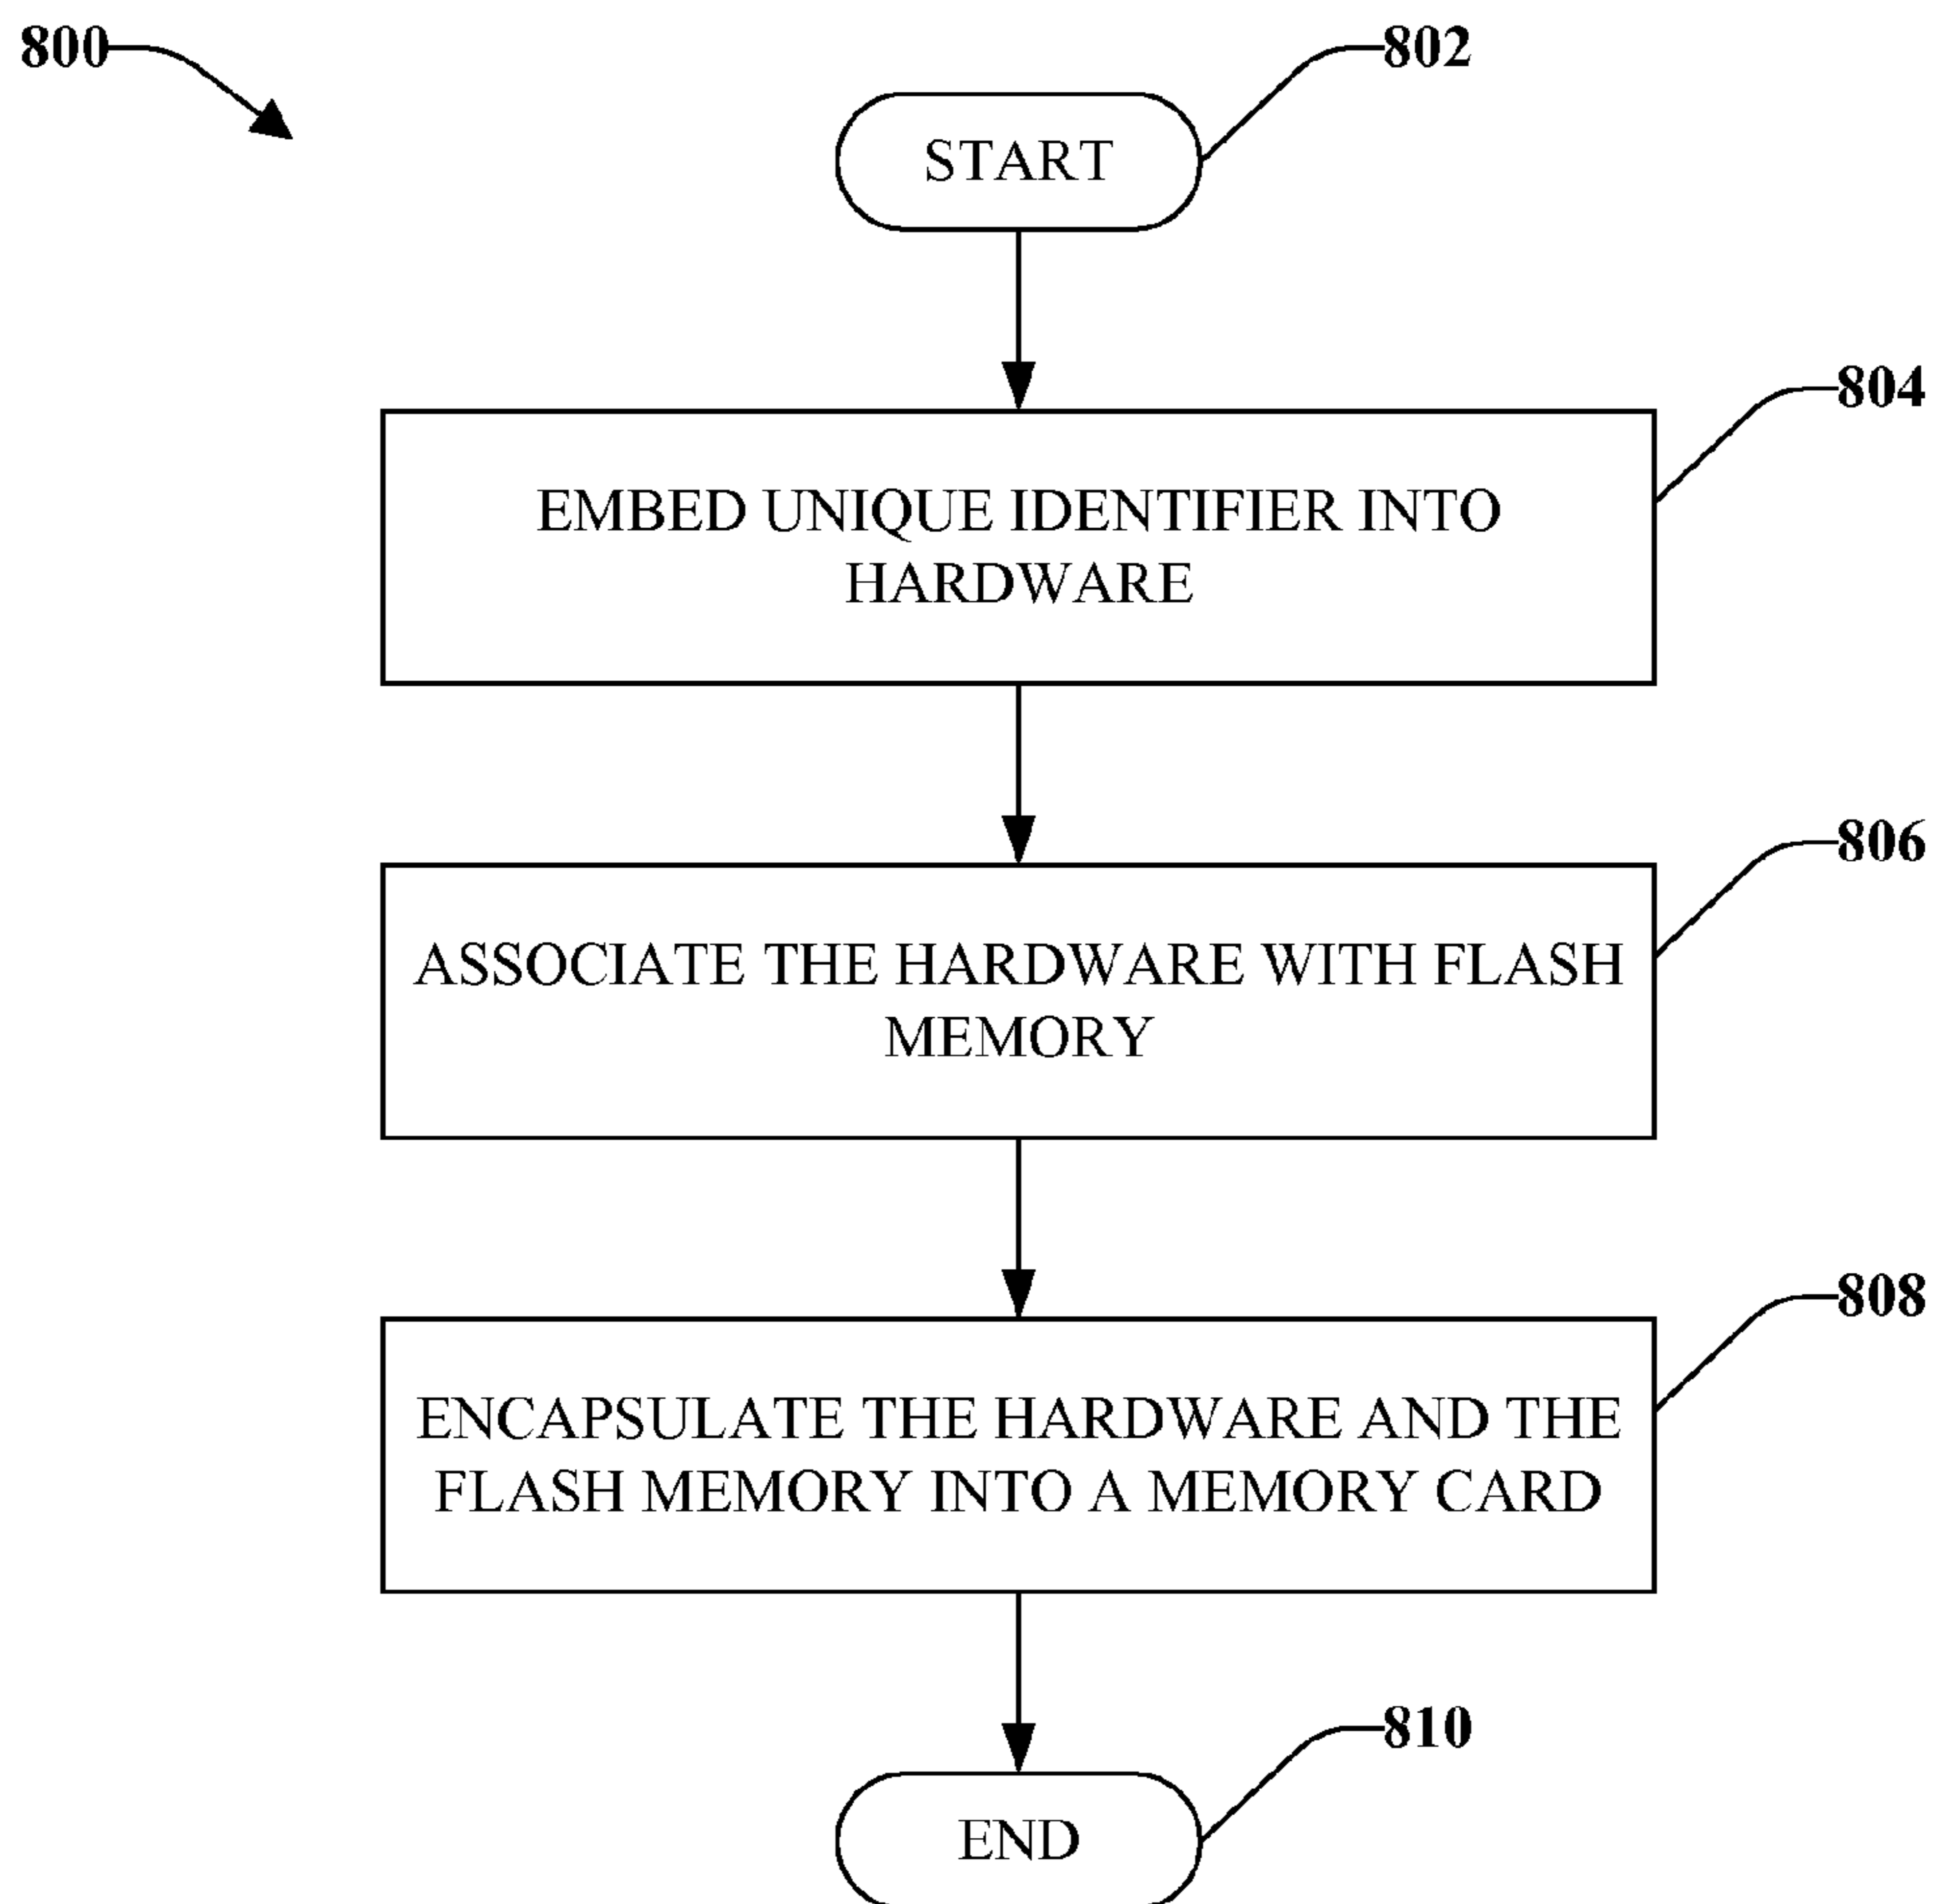 800
802
START
804
EMBED UNIQUE IDENTIFIER INTO
HARDWARE
806
ASSOCIATE THE HARDWARE WITH FLASH
MEMORY
808
ENCAPSULATE THE HARDWARE AND THE
FLASH MEMORY INTO A MEMORY CARD
810
END